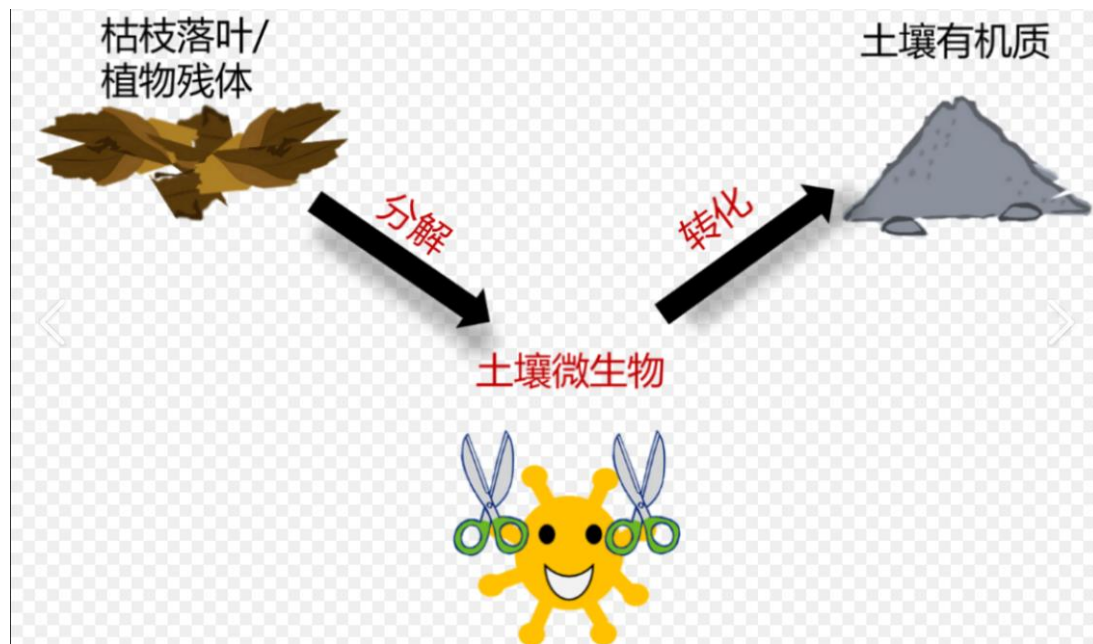 枯枝落叶/
植物残体
土壤有机质
分解
转化
土壤微生物